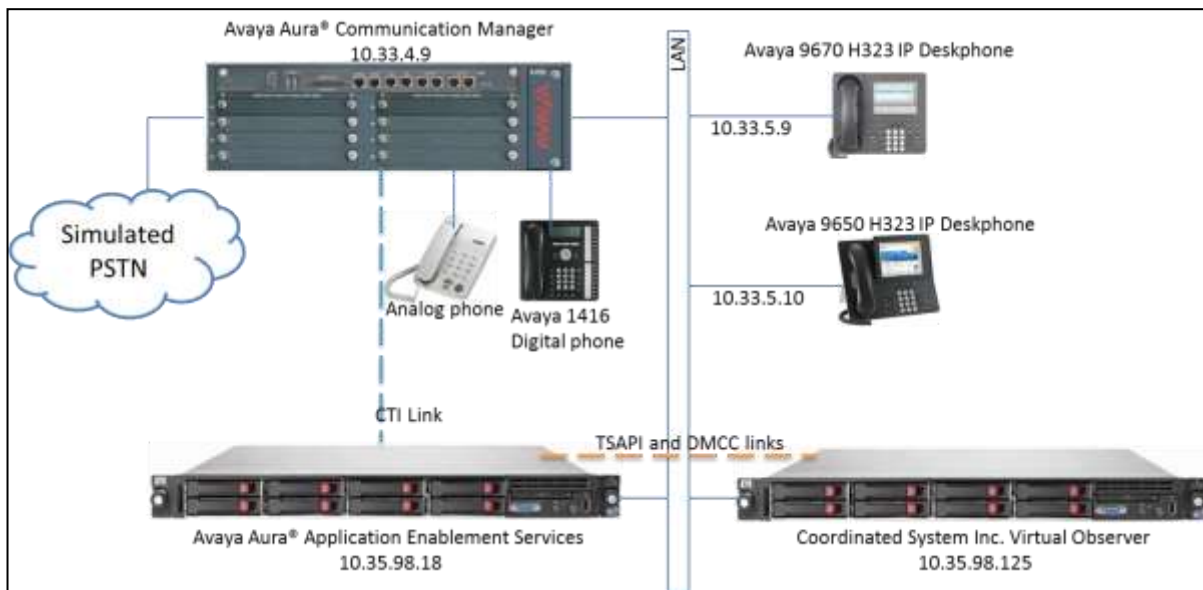 Avaya Aura® Communication Manager
10.33.4.9
LAN
Avaya 9670 H323 IP Deskphone
10.33.5.9
Simulated
PSTN
Avaya 9650 H323 IP Deskphone
10.33.5.10
Analog phone
Avaya 1416
Digital phone
CTI Link
TSAPI and DMCC links
Avaya Aura® Application Enablement Services
10.35.98.18
Coordinated System Inc. Virtual Observer
10.35.98.125